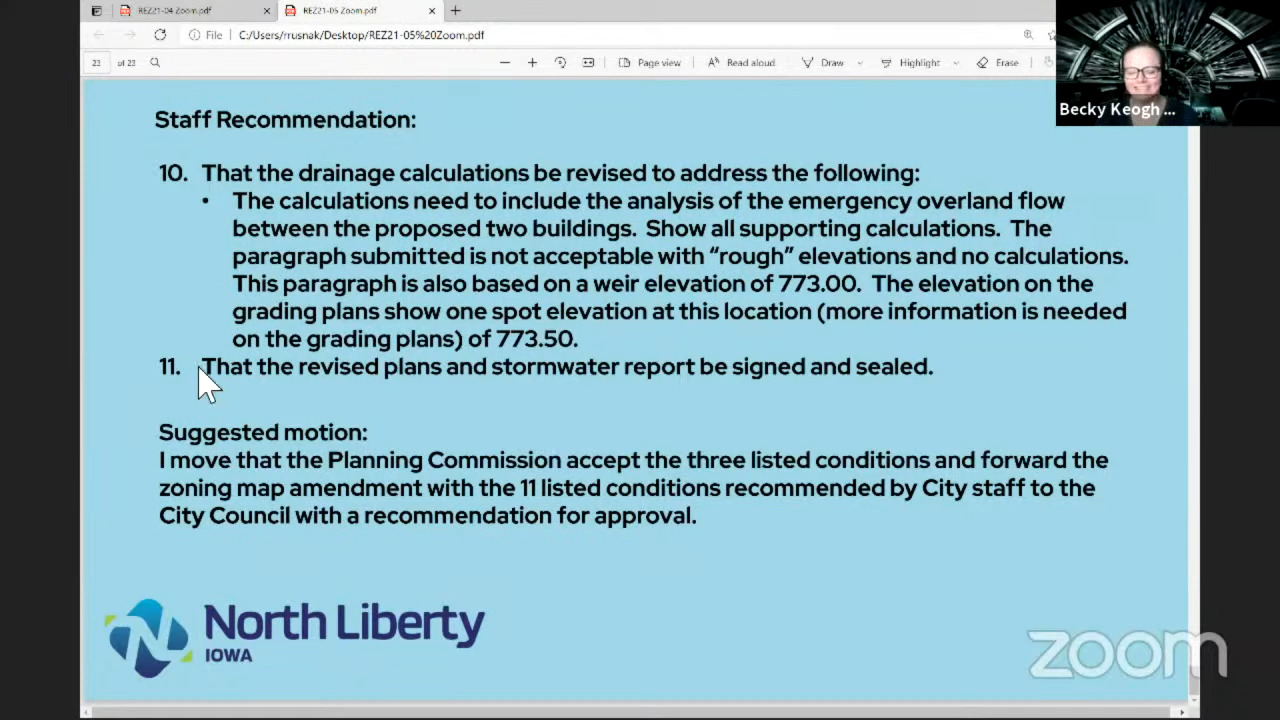 REZ21-04 Zoom.pdf
REZ21-05 Zoom.pdf
File
C:/Users/rrusnak/Desktop/REZ21-05%20Zoom.pdf
23 of 23
Page view
Read aloud
Draw
Highlight
Erase
Becky Keogh ...
Staff Recommendation:
10. That the drainage calculations be revised to address the following:
• The calculations need to include the analysis of the emergency overland flow
between the proposed two buildings. Show all supporting calculations. The
paragraph submitted is not acceptable with “rough” elevations and no calculations.
This paragraph is also based on a weir elevation of 773.00. The elevation on the
grading plans show one spot elevation at this location (more information is needed
on the grading plans) of 773.50.
11. That the revised plans and stormwater report be signed and sealed.
Suggested motion:
I move that the Planning Commission accept the three listed conditions and forward the
zoning map amendment with the 11 listed conditions recommended by City staff to the
City Council with a recommendation for approval.
North Liberty
IOWA
zoom